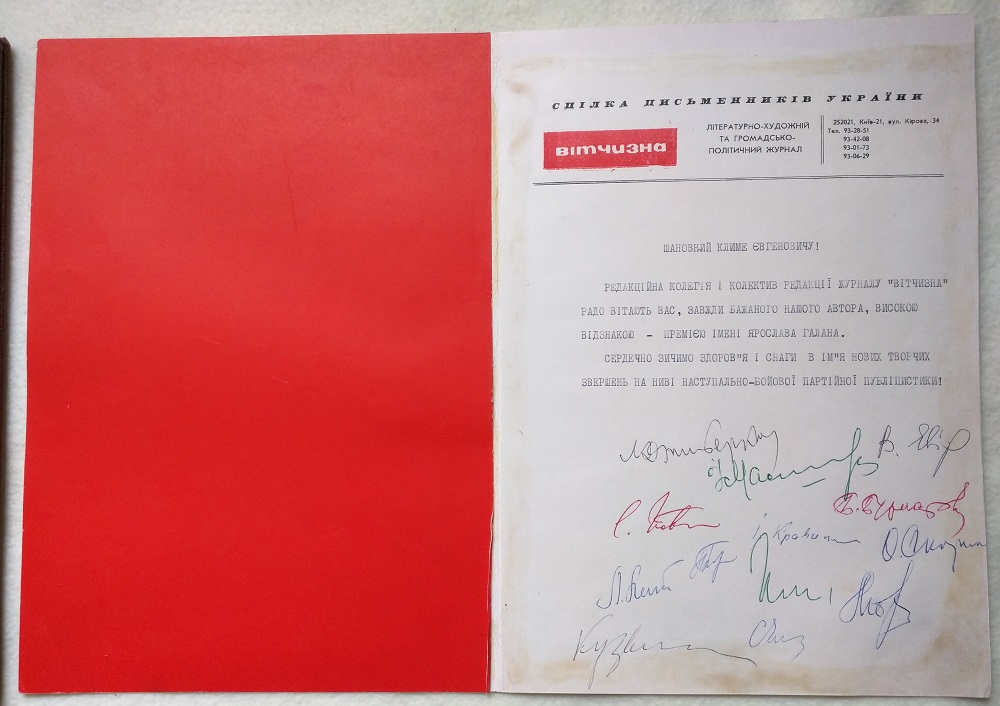 СПІЛКА ПИСЬМЕННИКІВ УКРАЇНИ
вітчизна
ЛІТЕРАТУРНО-ХУДОЖНІЙ
ТА ГРОМАДСЬКО-
ПОЛІТИЧНИЙ ЖУРНАЛ
252021, Київ-21, вул. Кірова, 34
Тел. 93-28-51
93-42-08
93-01-73
93-06-29
ШАНОВНИЙ КЛИМЕ ЄВГЕНОВИЧУ!
РЕДАКЦІЙНА КОЛЕГІЯ І КОЛЕКТИВ РЕДАКЦІЇ ЖУРНАЛУ "ВІТЧИЗНА"
РАДО ВІТАЮТЬ ВАС, ЗАВЖДИ БАЖАНОГО НАШОГО АВТОРА, ВИСОКОЮ
ВІДЗНАКОЮ - ПРЕМІЄЮ ІМЕНІ ЯРОСЛАВА ГАЛАНА.
СЕРДЕЧНО ЗИЧИМО ЗДОРОВ"Я І СНАГИ В ІМ"Я НОВИХ ТВОРЧИХ
ЗВЕРШЕНЬ НА НИВІ НАСТУПАЛЬНО-БОЙОВОЇ ПАРТІЙНОЇ ПУБЛІЦИСТИКИ!